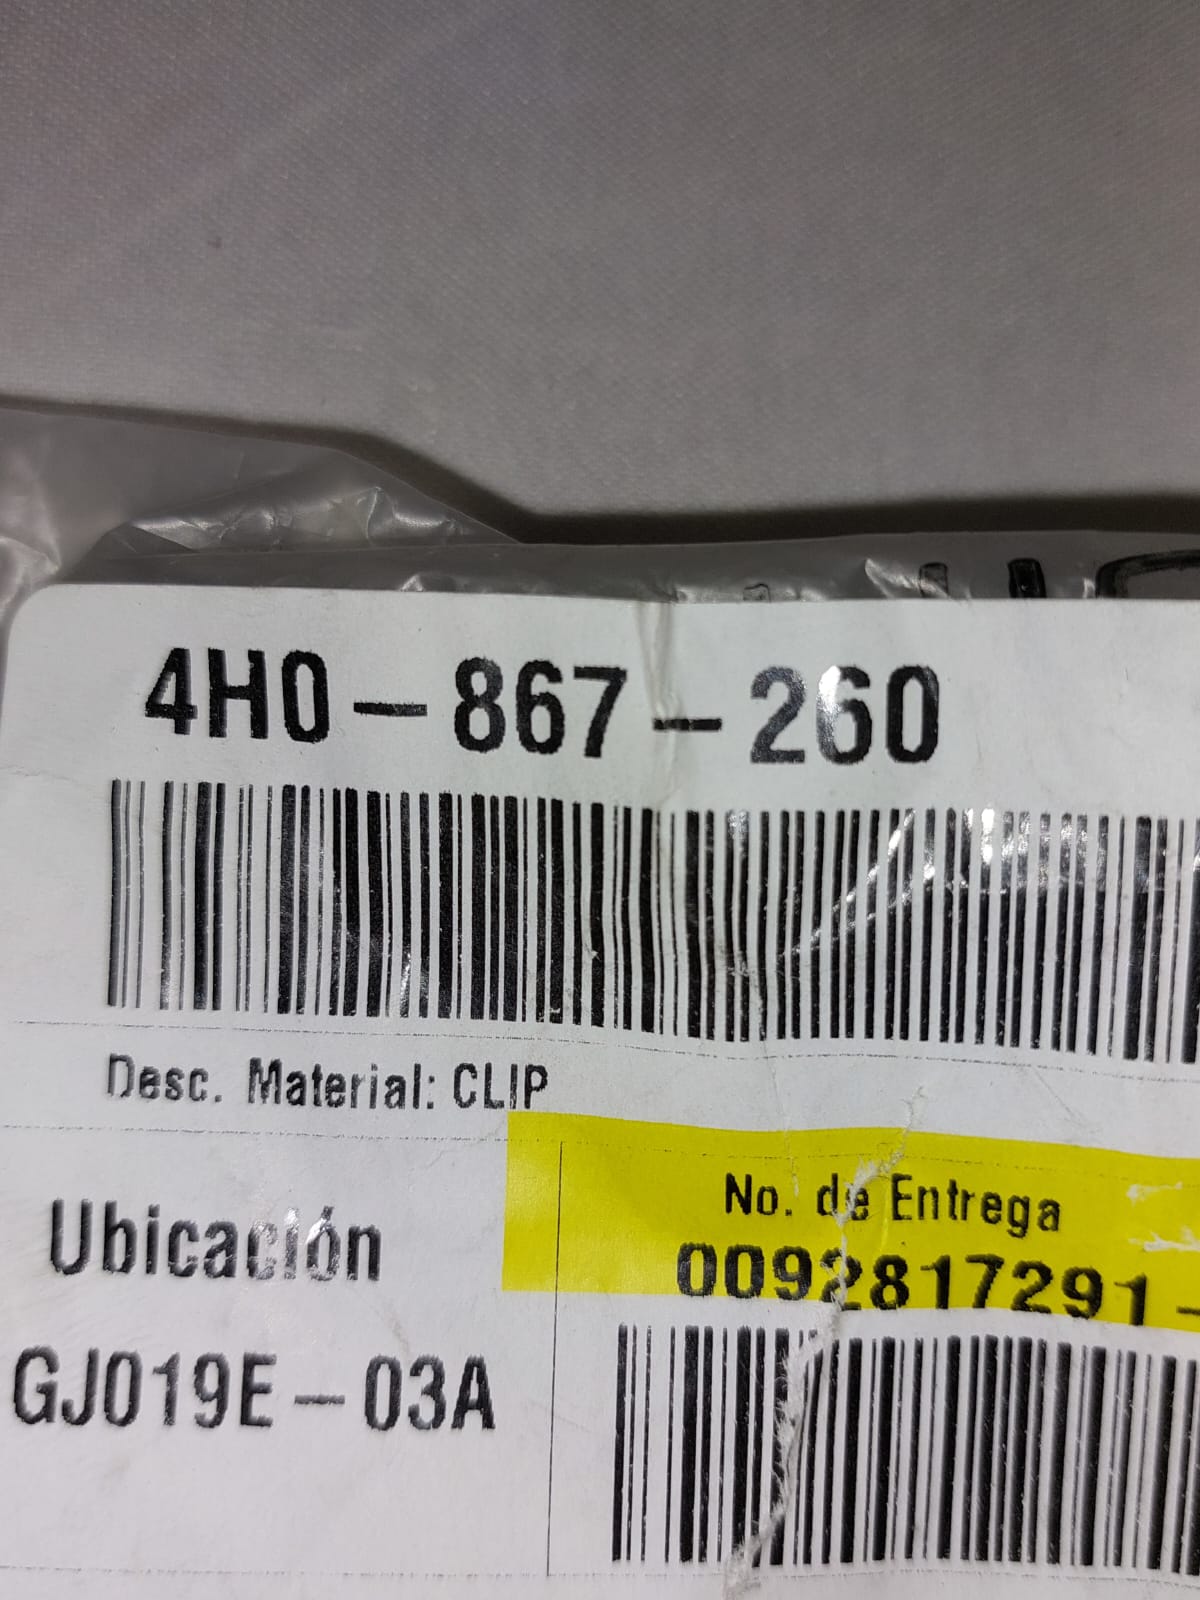 4H0-867-260
Desc. Material: CLIP
Ubicación
No. de Entrega
0092817291-
GJ019E-03A